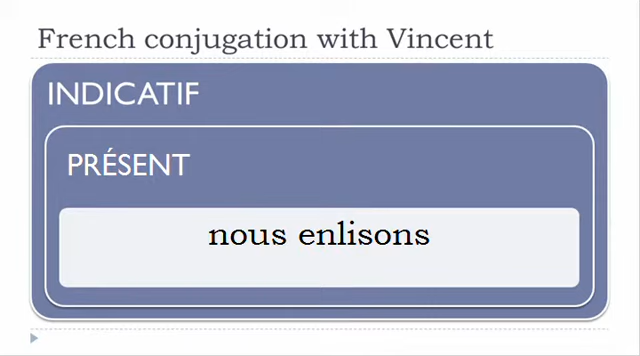 French conjugation with Vincent
INDICATIF
PRÉSENT
nous enlisons